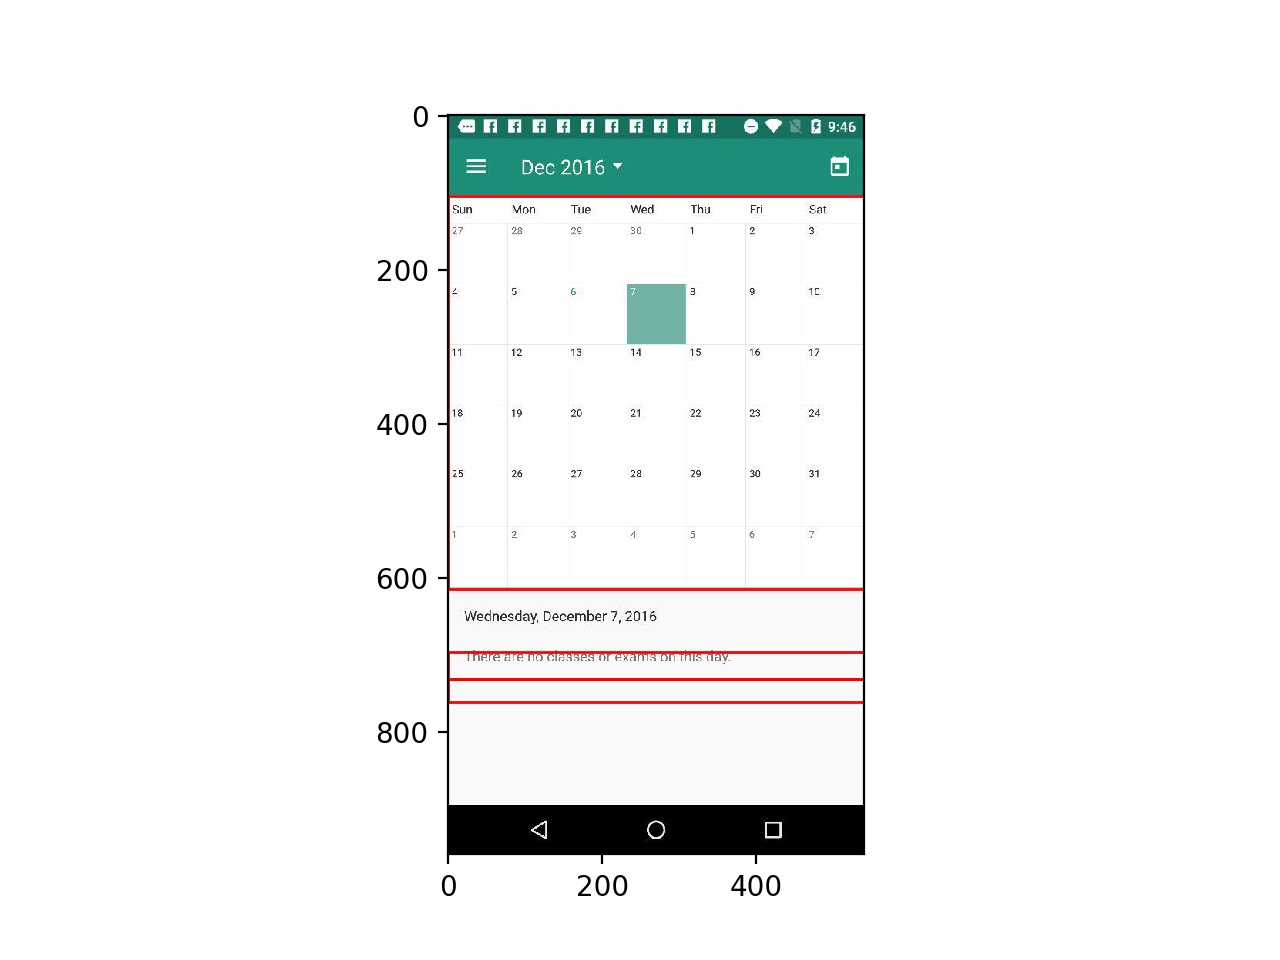 0
9:46
Dec 2016
Sun Mon Tue Wed Thu Fri Sat
27 28 29 30 1 2 3
200
4 5 6 7 8 9 10
11 12 13 14 15 16 17
400
18 19 20 21 22 23 24
25 26 27 28 29 30 31
1 2 3 4 5 6 7
600
Wednesday, December 7, 2016
There are no classes or exams on this day.
800
0 200 400